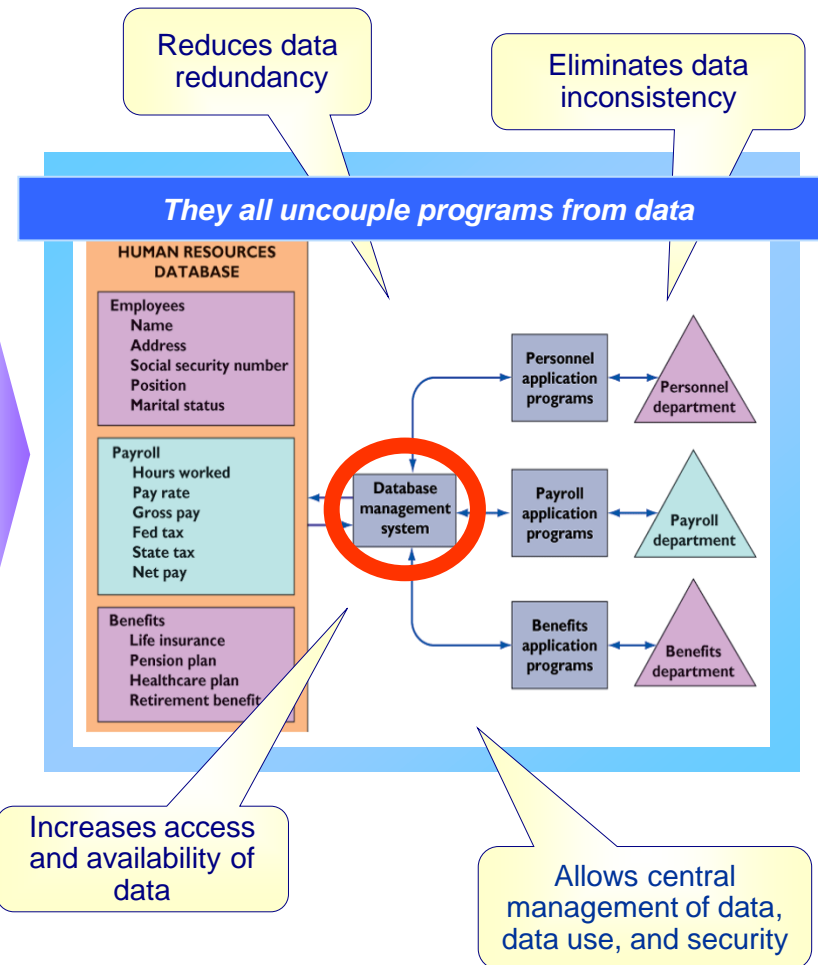 Reduces data
redundancy
Eliminates data
inconsistency
They all uncouple programs from data
HUMAN RESOURCES
DATABASE
Employees
Name
Address
Social security number
Position
Marital status
Payroll
Hours worked
Pay rate
Gross pay
Fed tax
State tax
Net pay
Benefits
Life insurance
Pension plan
Healthcare plan
Retirement benefit
Database
management
system
Personnel
application
programs
Personnel
department
Payroll
application
programs
Payroll
department
Benefits
application
programs
Benefits
department
Increases access
and availability of
data
Allows central
management of data,
data use, and security